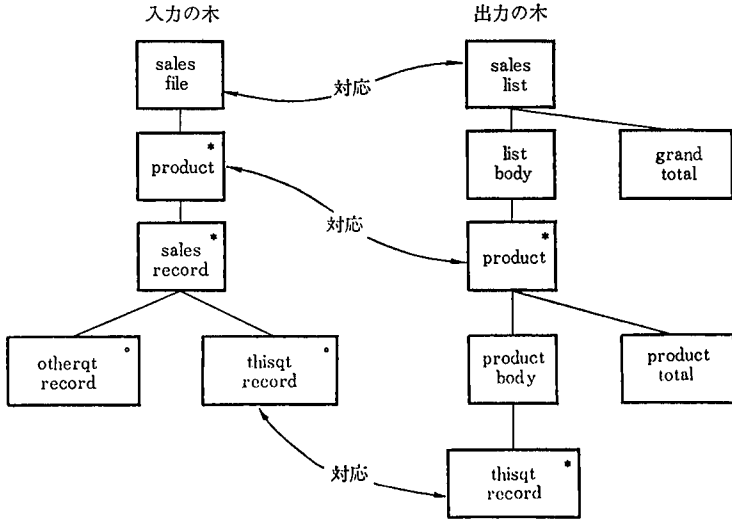 入力の木
出力の木
sales
file
対応
sales
list
product *
list
body
grand
total
対応
*
sales
record
product *
otherqt °
record
thisqt °
record
product
body
product
total
対応
thisqt *
record